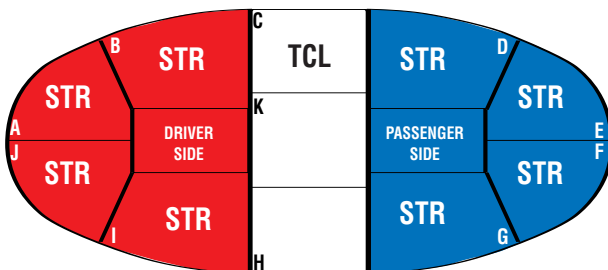 C
B
STR
TCL
STR
D
STR
STR
A
K
DRIVER
SIDE
PASSENGER
SIDE
E
J
F
STR
STR
STR
STR
I
G
H